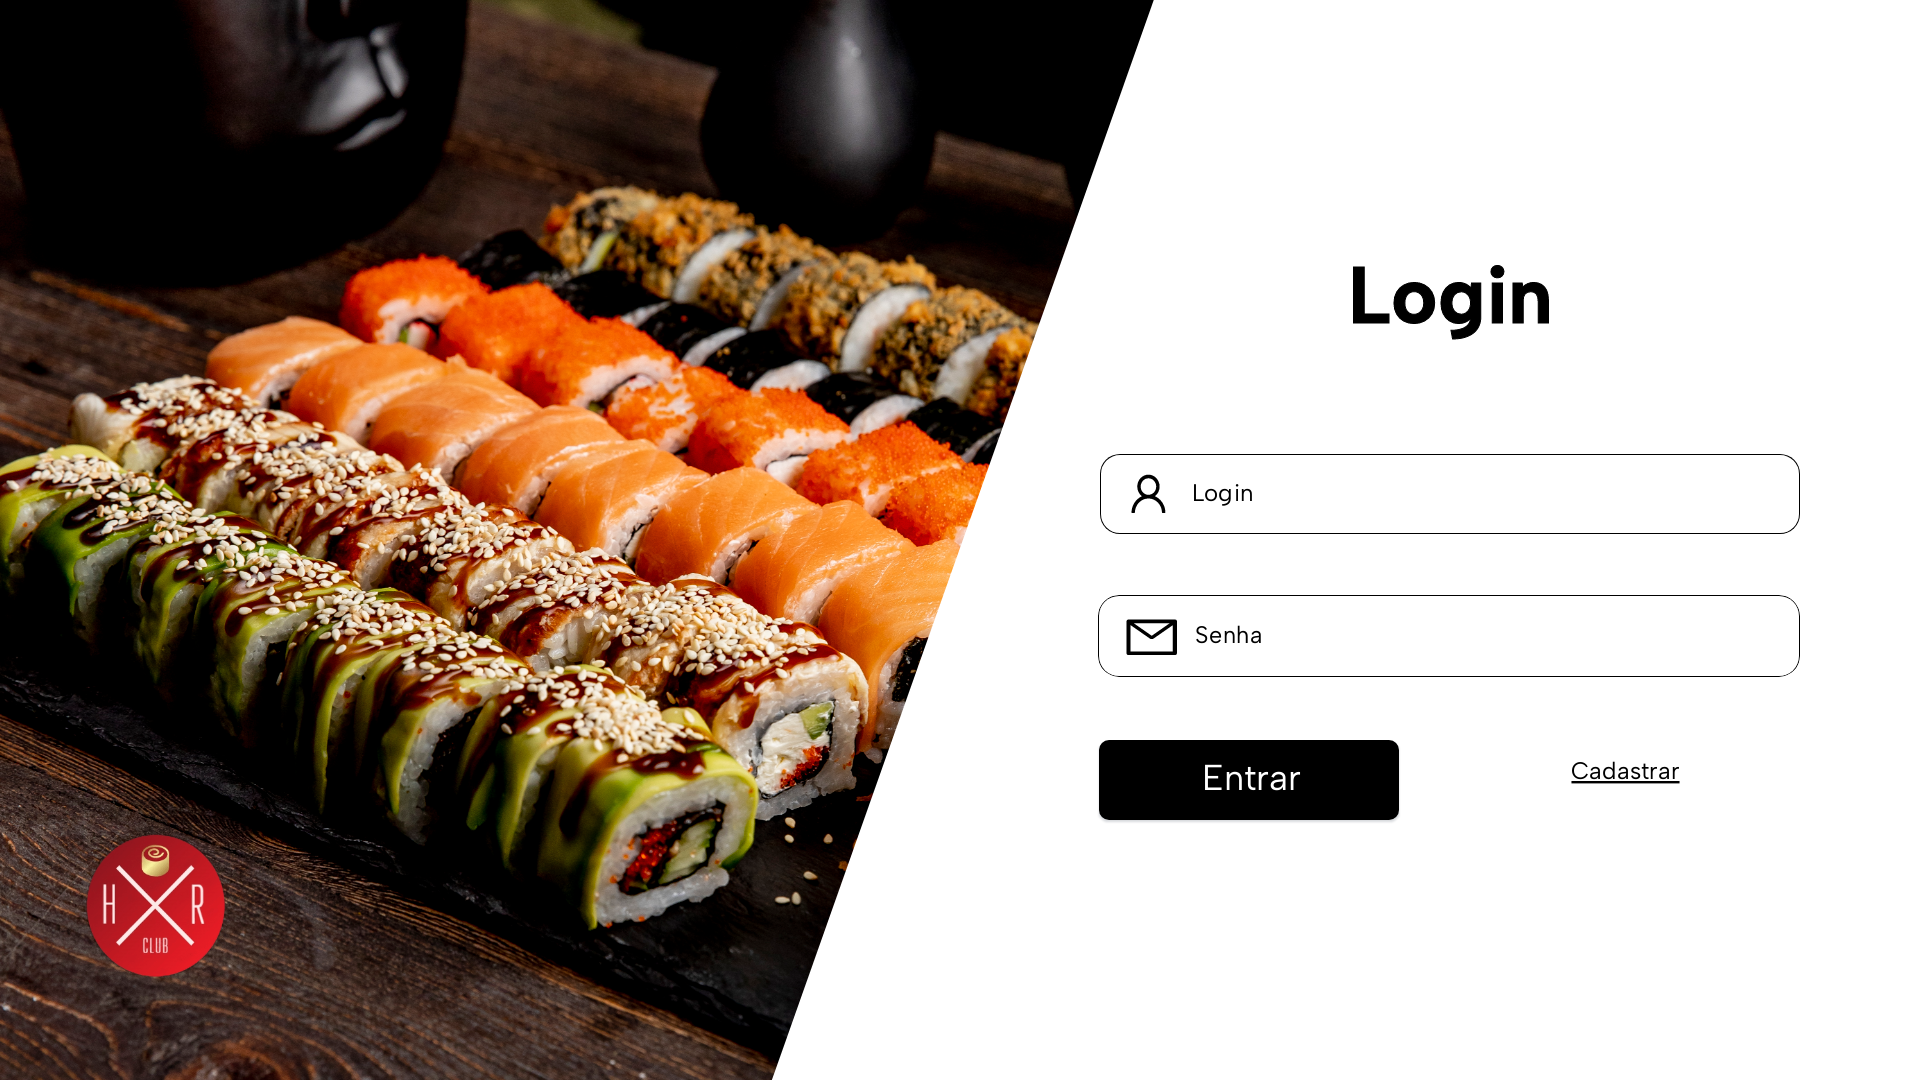 Login
Login
Senha
Entrar
Cadastrar
H R
CLUB